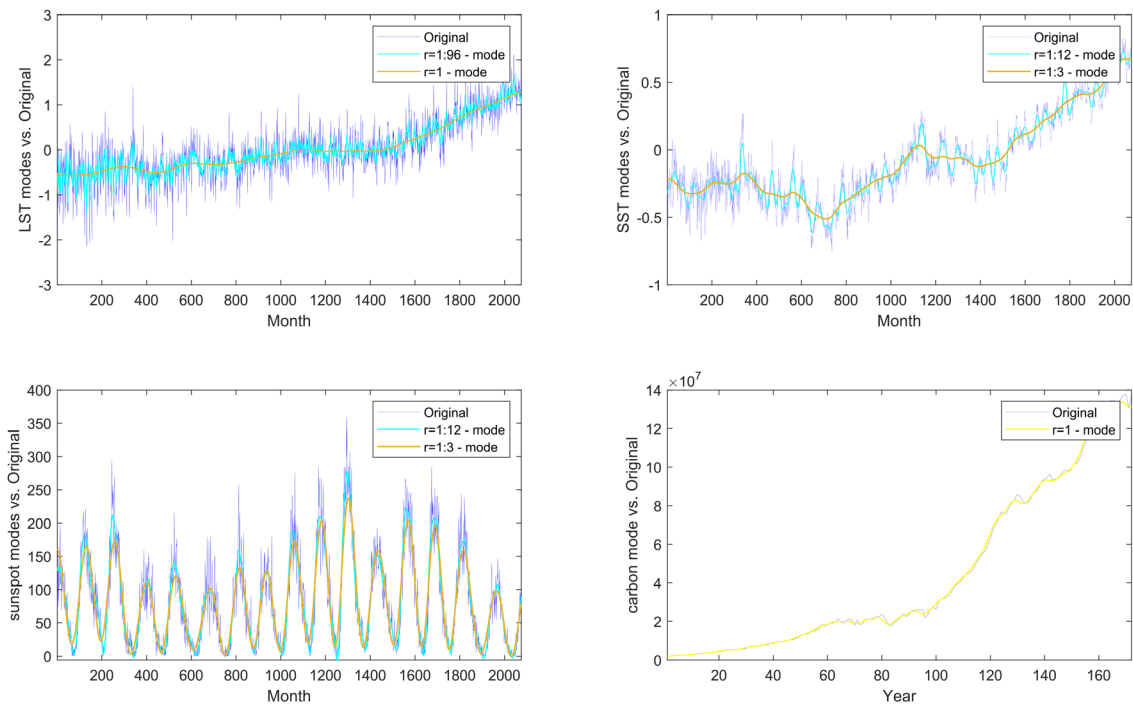 3
2
1
0
-1
-2
-3
LST modes vs. Original
Original
r=1:96 - mode
r=1 - mode
200 400 600 800 1000 1200 1400 1600 1800 2000
Month
1
0.5
0
-0.5
-1
SST modes vs. Original
Original
r=1:12 - mode
r=1:3 - mode
200 400 600 800 1000 1200 1400 1600 1800 2000
Month
400
350
300
250
200
150
100
50
0
sunspot modes vs. Original
Original
r=1:12 - mode
r=1:3 - mode
200 400 600 800 1000 1200 1400 1600 1800 2000
Month
×10⁷
14
12
10
8
6
4
2
0
carbon mode vs. Original
Original
r=1 - mode
20 40 60 80 100 120 140 160
Year